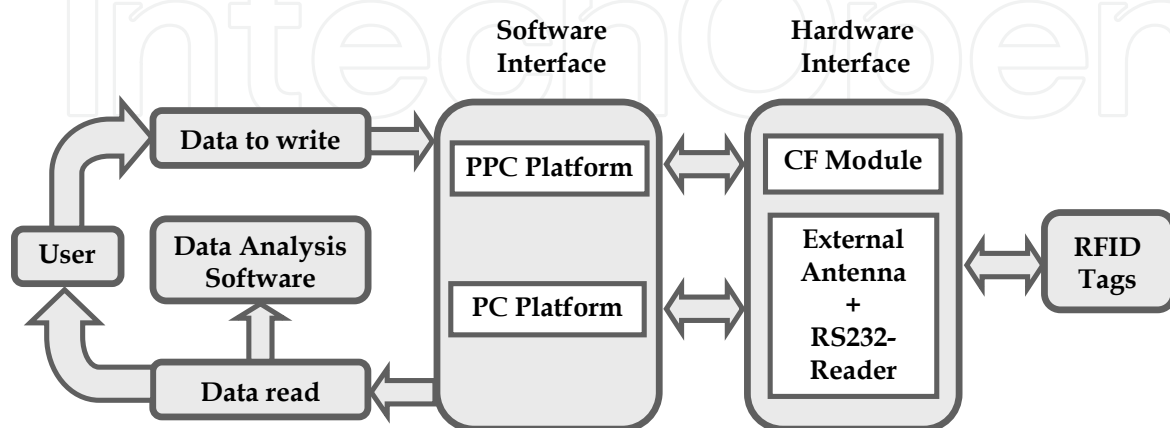 IntechOpen
Software
Interface
Hardware
Interface
Data to write
PPC Platform
CF Module
User
Data Analysis
Software
External
Antenna
+
RS232-
Reader
RFID
Tags
PC Platform
Data read